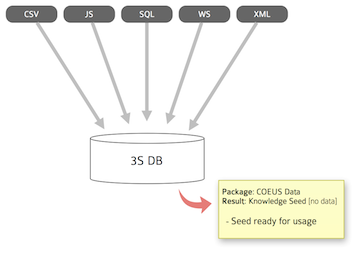 CSV JS SQL WS XML
3S DB
Package: COEUS Data
Result: Knowledge Seed [no data]
- Seed ready for usage